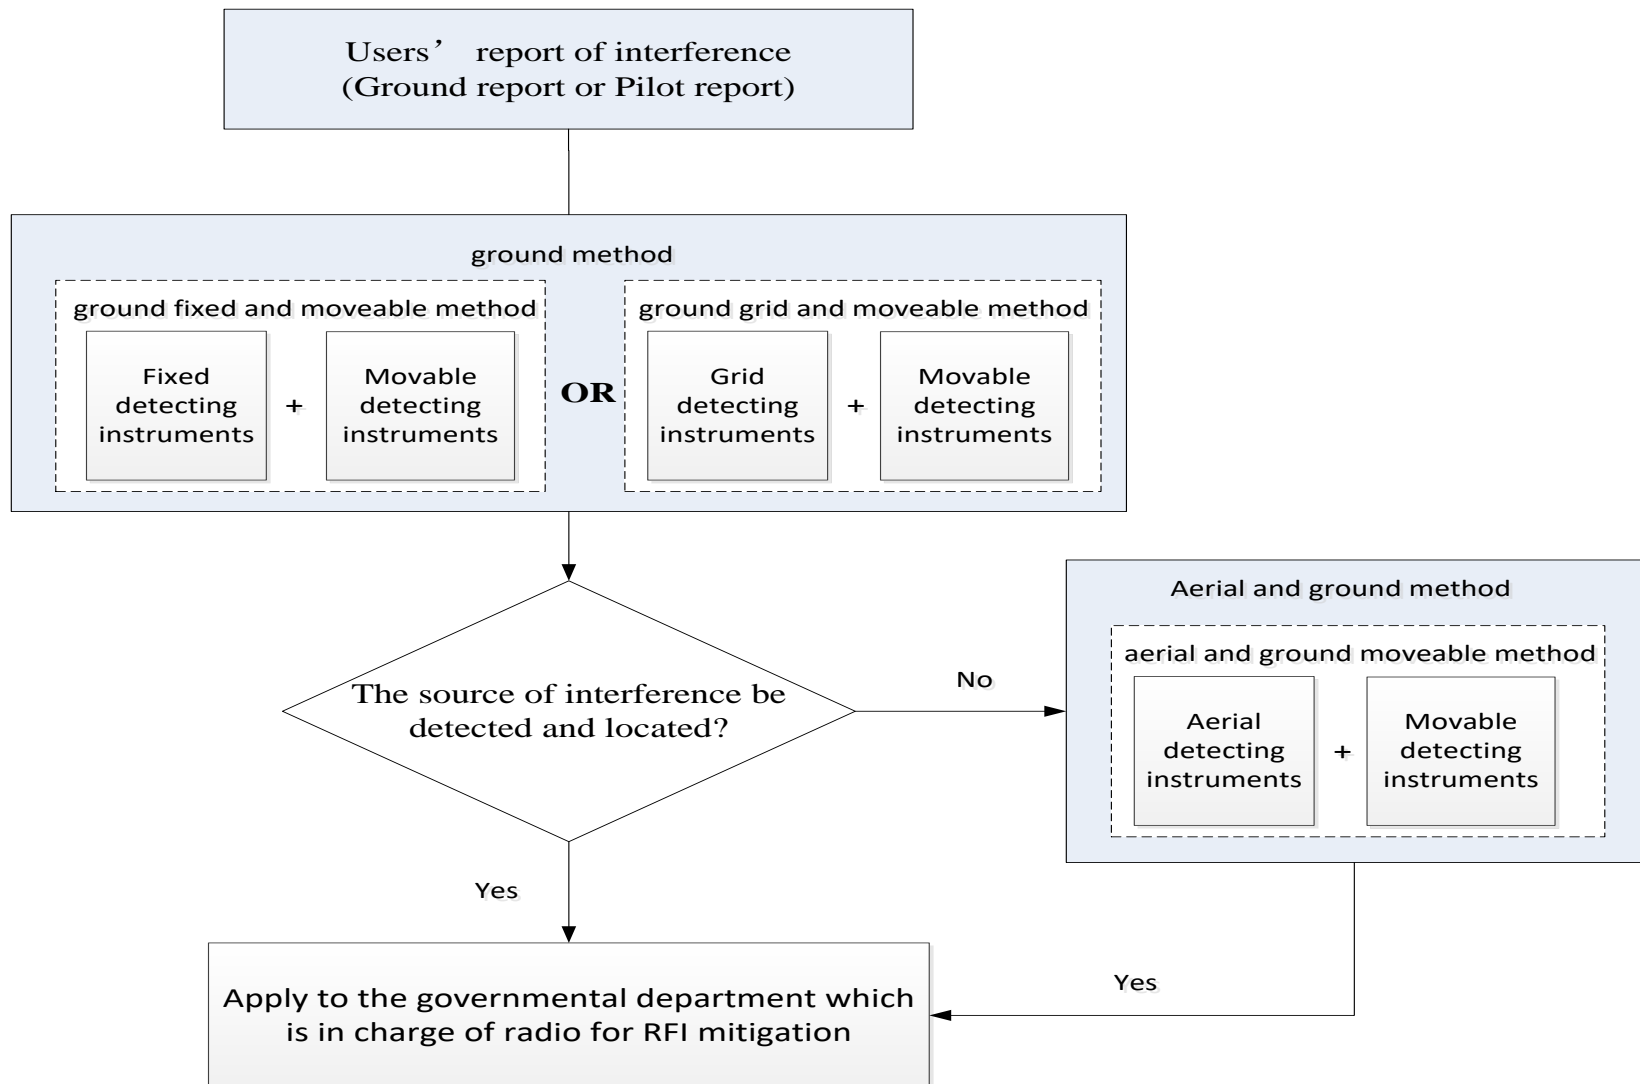 Users’ report of interference
(Ground report or Pilot report)
ground method
ground fixed and moveable method
Fixed
detecting
instruments
+
Movable
detecting
instruments
OR
ground grid and moveable method
Grid
detecting
instruments
+
Movable
detecting
instruments
The source of interference be
detected and located?
No
Aerial and ground method
aerial and ground moveable method
Aerial
detecting
instruments
+
Movable
detecting
instruments
Yes
Yes
Apply to the governmental department which
is in charge of radio for RFI mitigation